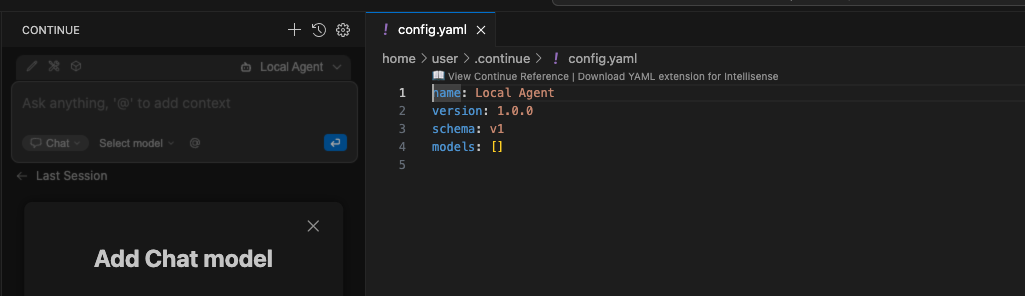 CONTINUE
Local Agent
Ask anything, '@' to add context
Chat
Select model
@
Last Session
Add Chat model
! config.yaml
home > user > .continue > ! config.yaml
View Continue Reference | Download YAML extension for Intellisense
1 name: Local Agent
2 version: 1.0.0
3 schema: v1
4 models: []
5